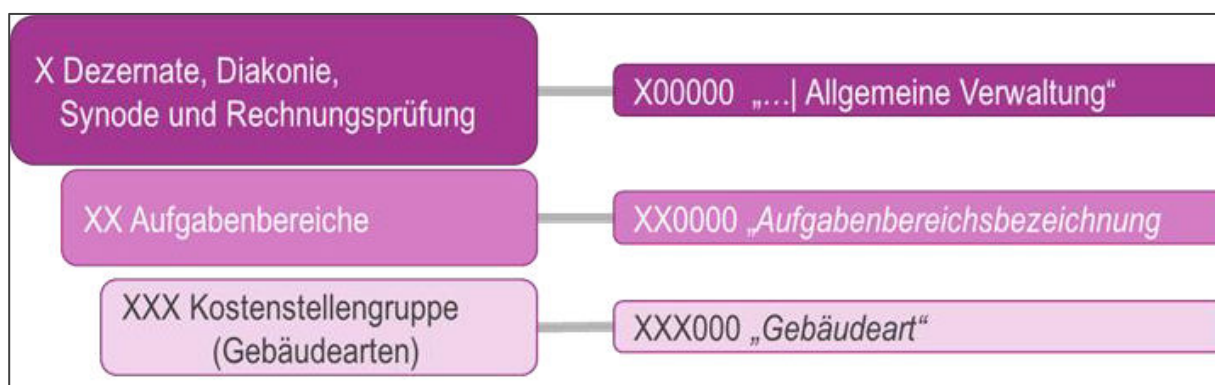 X Dezernate, Diakonie,
Synode und Rechnungsprüfung
X00000 „...| Allgemeine Verwaltung“
XX Aufgabenbereiche
XX0000 „Aufgabenbereichsbezeichnung
XXX Kostenstellengruppe
(Gebäudearten)
XXX000 „Gebäudeart“